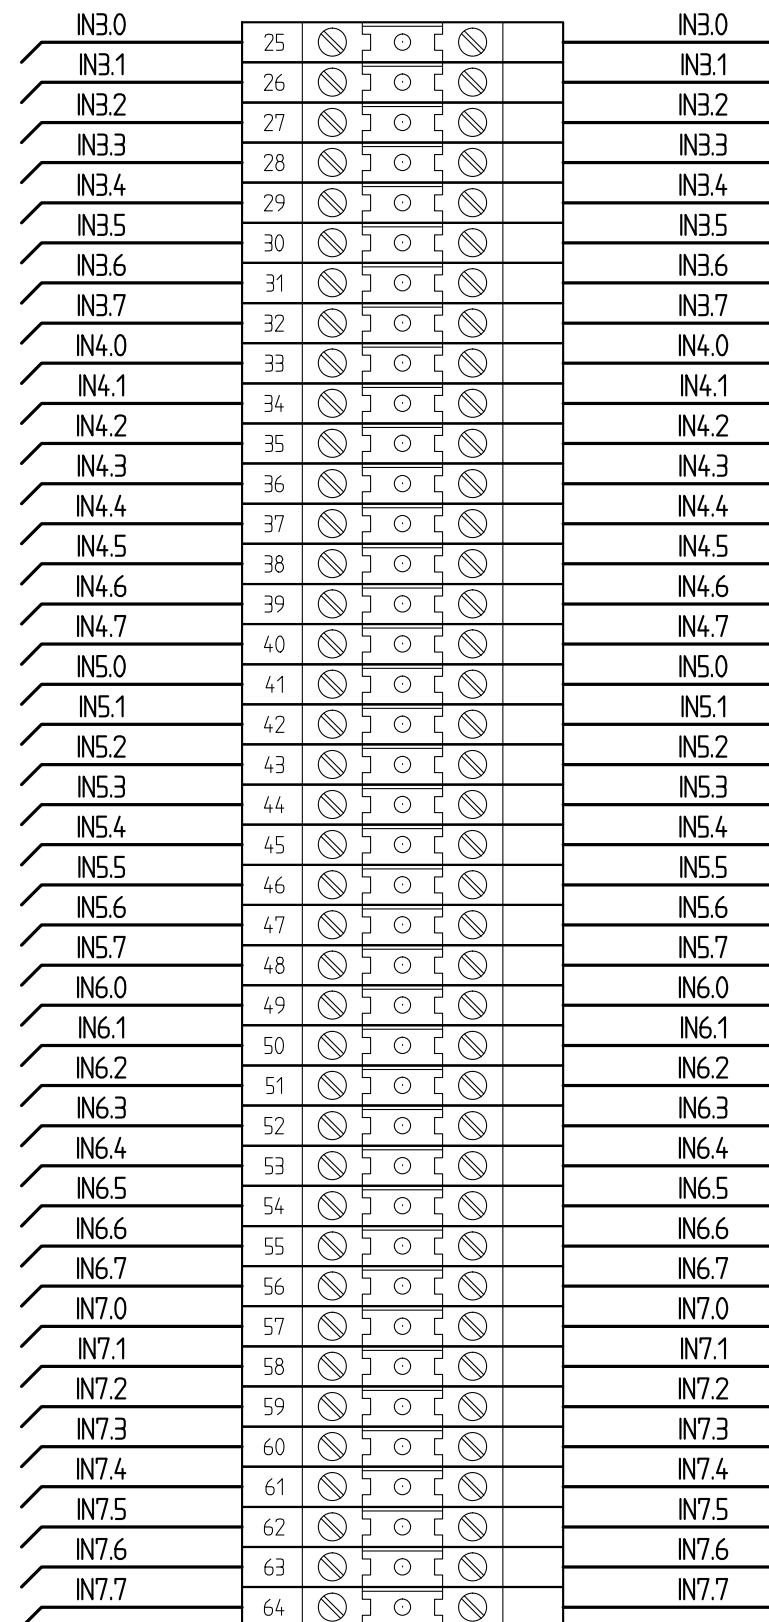 IN3.0 25 IN3.0
IN3.1 26 IN3.1
IN3.2 27 IN3.2
IN3.3 28 IN3.3
IN3.4 29 IN3.4
IN3.5 30 IN3.5
IN3.6 31 IN3.6
IN3.7 32 IN3.7
IN4.0 33 IN4.0
IN4.1 34 IN4.1
IN4.2 35 IN4.2
IN4.3 36 IN4.3
IN4.4 37 IN4.4
IN4.5 38 IN4.5
IN4.6 39 IN4.6
IN4.7 40 IN4.7
IN5.0 41 IN5.0
IN5.1 42 IN5.1
IN5.2 43 IN5.2
IN5.3 44 IN5.3
IN5.4 45 IN5.4
IN5.5 46 IN5.5
IN5.6 47 IN5.6
IN5.7 48 IN5.7
IN6.0 49 IN6.0
IN6.1 50 IN6.1
IN6.2 51 IN6.2
IN6.3 52 IN6.3
IN6.4 53 IN6.4
IN6.5 54 IN6.5
IN6.6 55 IN6.6
IN6.7 56 IN6.7
IN7.0 57 IN7.0
IN7.1 58 IN7.1
IN7.2 59 IN7.2
IN7.3 60 IN7.3
IN7.4 61 IN7.4
IN7.5 62 IN7.5
IN7.6 63 IN7.6
IN7.7 64 IN7.7